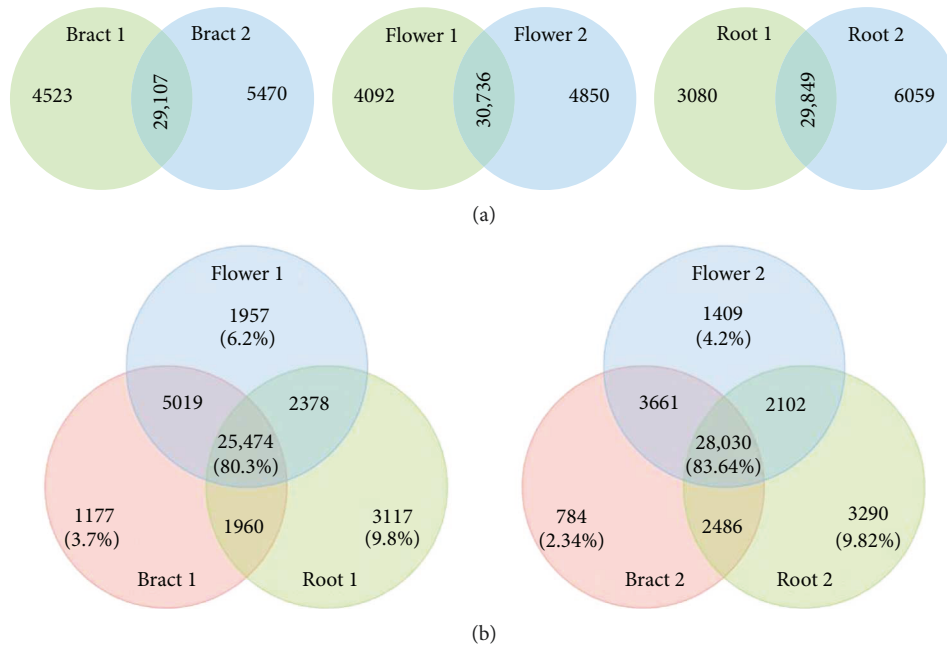 Bract 1
Bract 2
4523
29,107
5470
Flower 1
Flower 2
4092
30,736
4850
Root 1
Root 2
3080
29,849
6059
(a)
Flower 1
1957
(6.2%)
5019
2378
25,474
(80.3%)
1177
(3.7%)
1960
3117
(9.8%)
Bract 1
Root 1
Flower 2
1409
(4.2%)
3661
2102
28,030
(83.64%)
784
(2.34%)
2486
3290
(9.82%)
Bract 2
Root 2
(b)